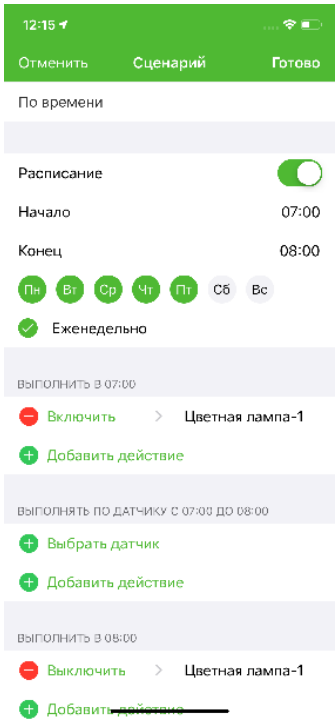 12:15
Отменить Сценарий Готово
По времени
Расписание
Начало 07:00
Конец 08:00
Пн Вт Ср Чт Пт Сб Вс
Еженедельно
ВЫПОЛНИТЬ В 07:00
Включить > Цветная лампа-1
Добавить действие
ВЫПОЛНЯТЬ ПО ДАТЧИКУ С 07:00 ДО 08:00
Выбрать датчик
Добавить действие
ВЫПОЛНИТЬ В 08:00
Выключить > Цветная лампа-1
Добавить действие